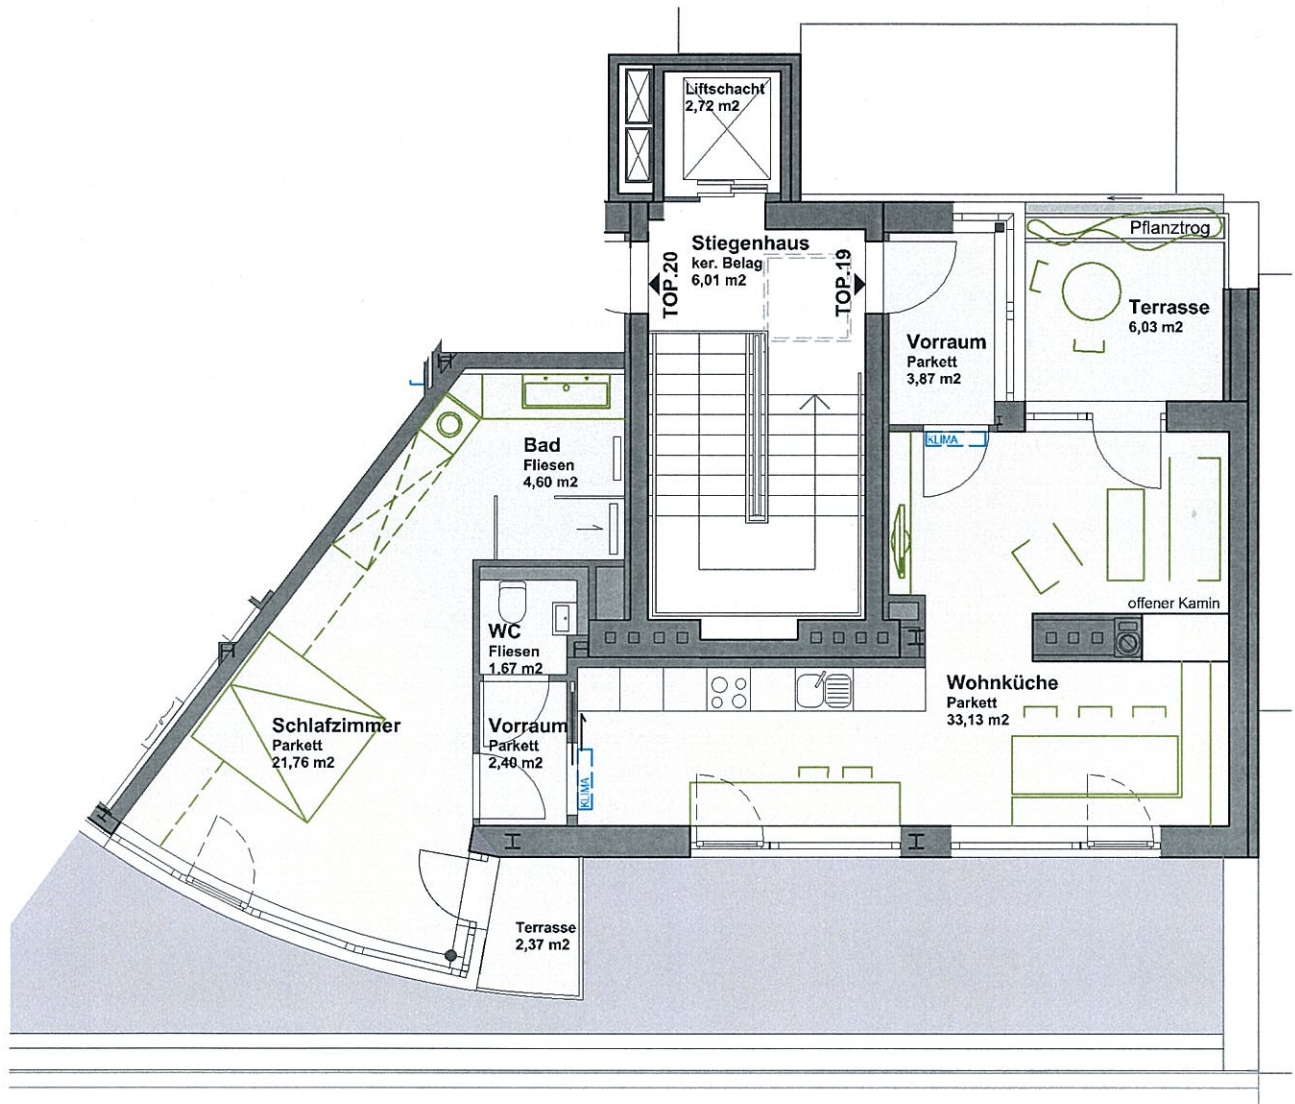 Liftschacht
2,72 m2
Stiegenhaus
ker. Belag
6,01 m2
TOP.20
TOP.19
Pflanztrog
Terrasse
6,03 m2
Vorraum
Parkett
3,87 m2
KLIMA
Bad
Fliesen
4,60 m2
offener Kamin
WC
Fliesen
1,67 m2
Wohnküche
Parkett
33,13 m2
Schlafzimmer
Parkett
21,76 m2
Vorraum
Parkett
2,40 m2
KLIMA
Terrasse
2,37 m2